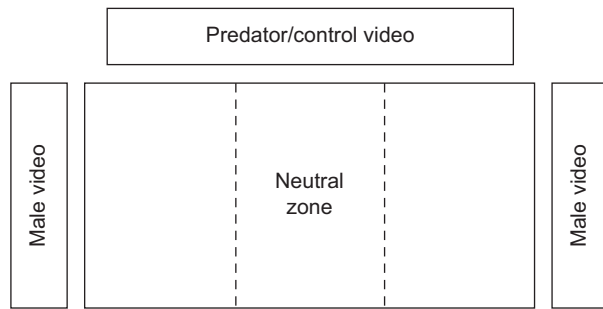 Predator/control video
Male video
Neutral
zone
Male video